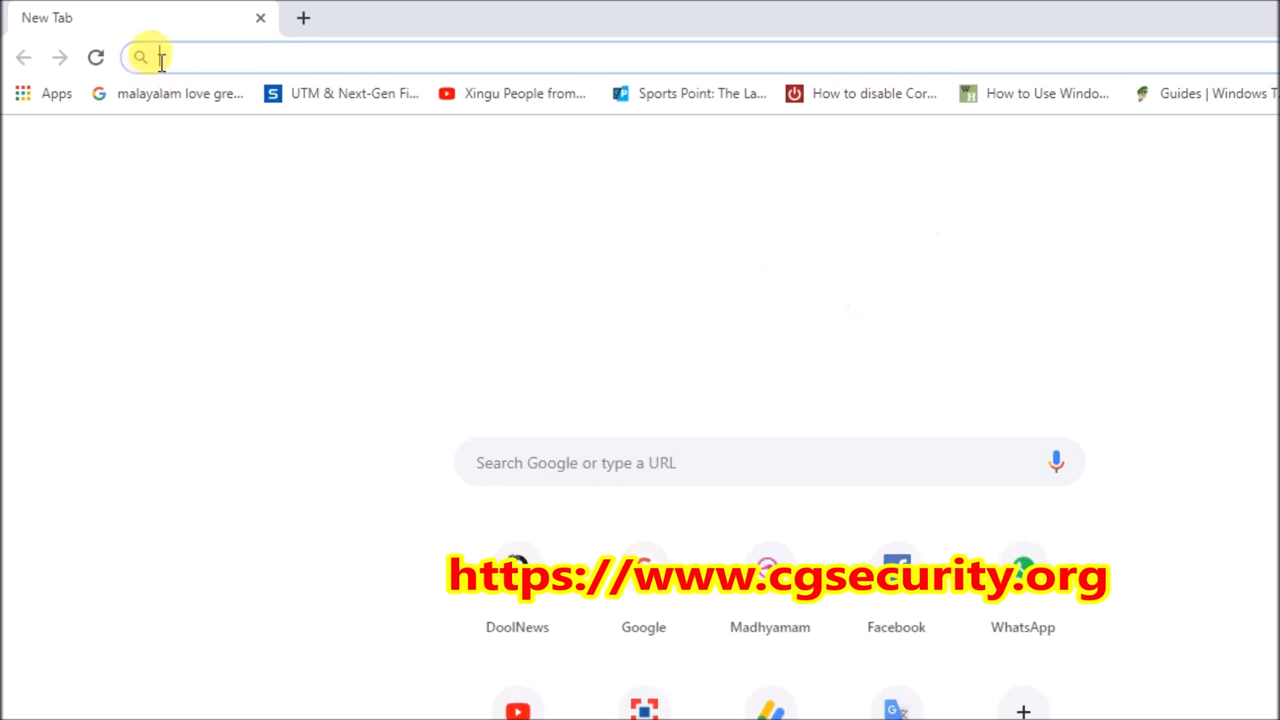 New Tab
Apps malayalam love gre... UTM & Next-Gen Fi... Xingu People from... Sports Point: The La... How to disable Cor... How to Use Windo... Guides | Windows T
Search Google or type a URL
https://www.cgsecurity.org
DoolNews Google Madhyamam Facebook WhatsApp